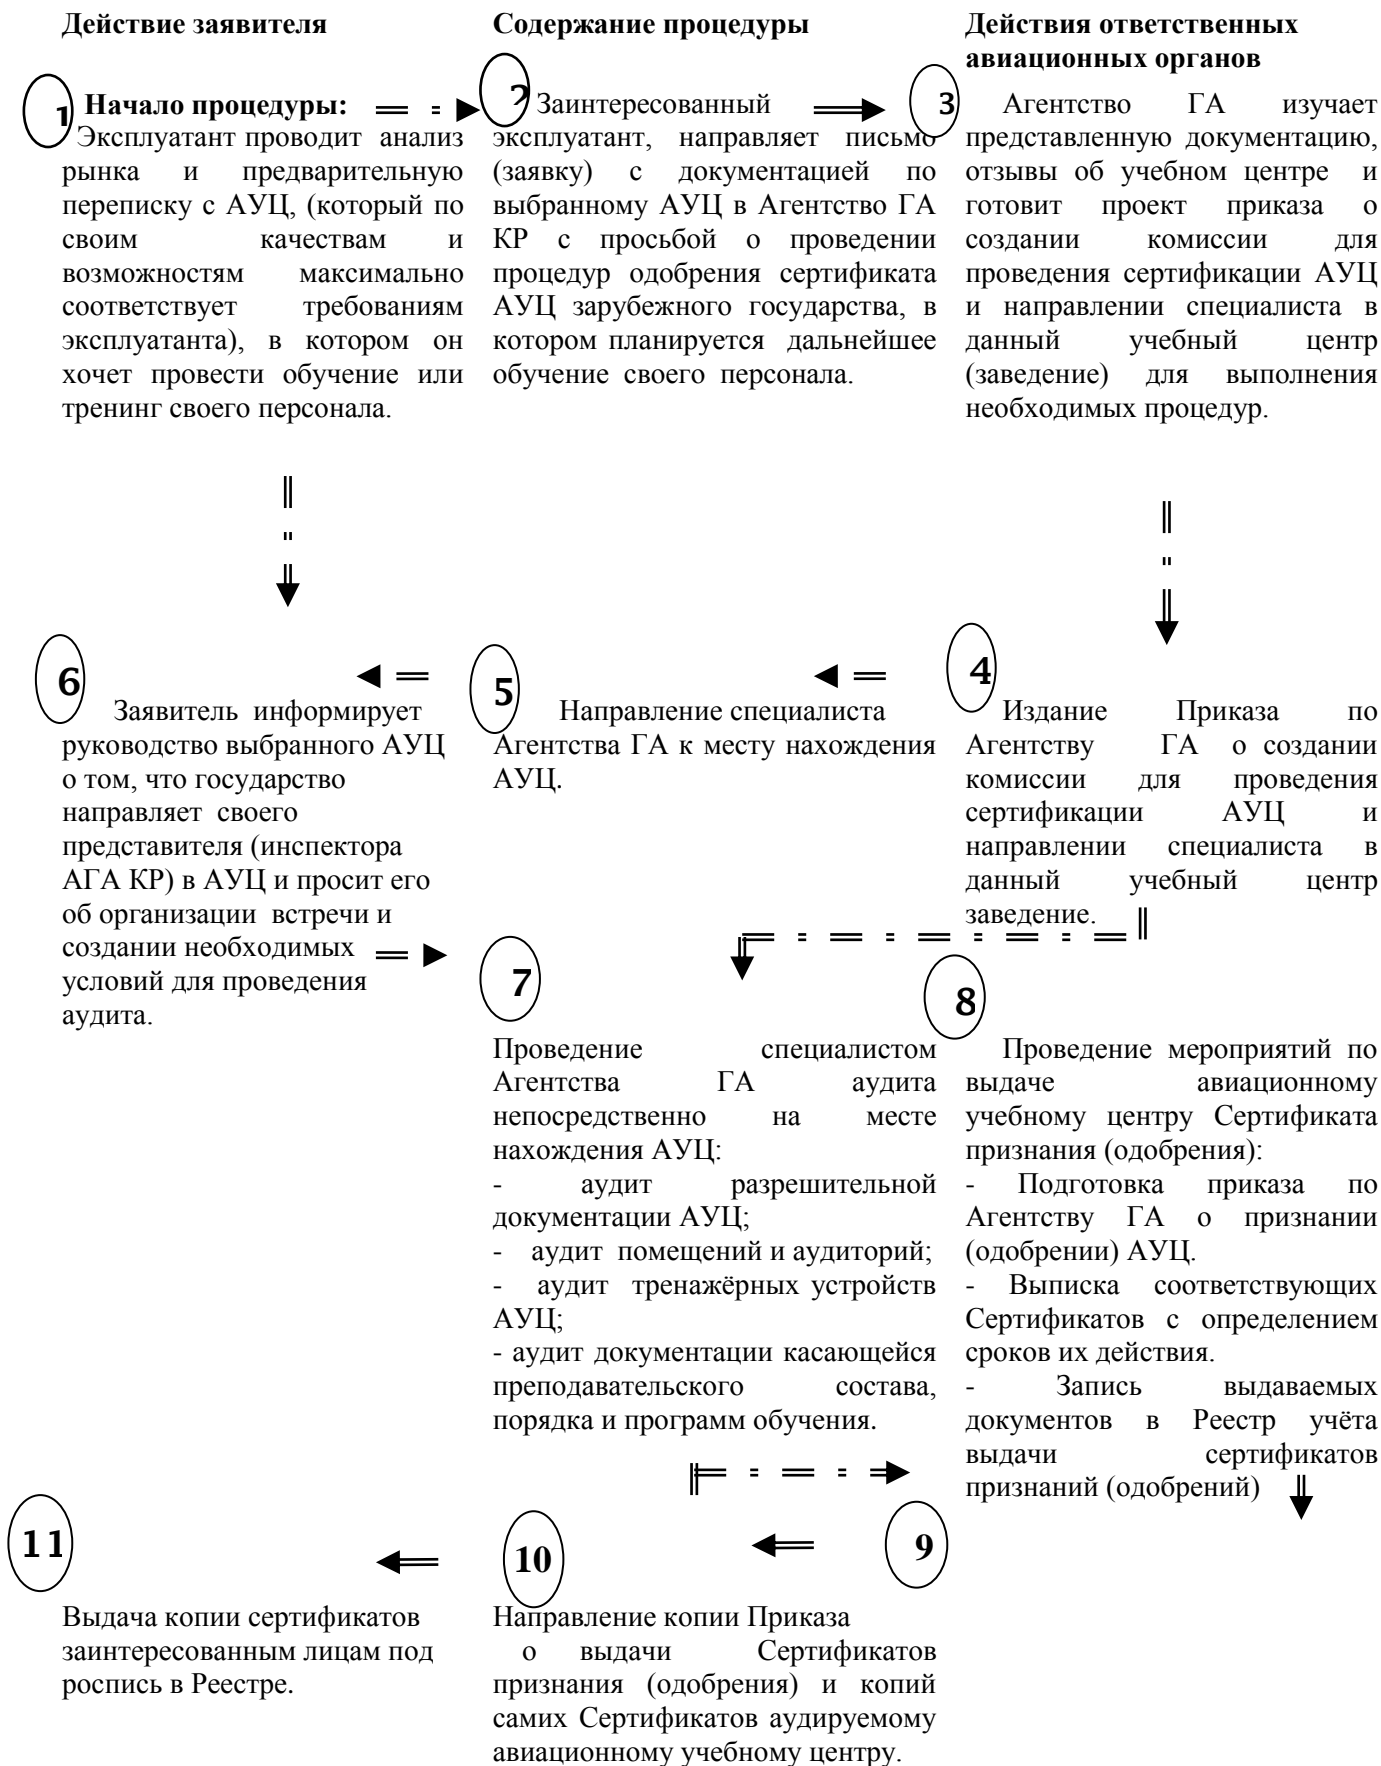 Действие заявителя
Содержание процедуры
Действия ответственных
авиационных органов
1
Начало процедуры:
Эксплуатант проводит анализ
рынка и предварительную
переписку с АУЦ, (который по
своим качествам и
возможностям максимально
соответствует требованиям
эксплуатанта), в котором он
хочет провести обучение или
тренинг своего персонала.
2
Заинтересованный
эксплуатант, направляет письмо
(заявку) с документацией по
выбранному АУЦ в Агентство ГА
КР с просьбой о проведении
процедур одобрения сертификата
АУЦ зарубежного государства, в
котором планируется дальнейшее
обучение своего персонала.
3
Агентство ГА изучает
представленную документацию,
отзывы об учебном центре и
готовит проект приказа о
создании комиссии для
проведения сертификации АУЦ
и направлении специалиста в
данный учебный центр
(заведение) для выполнения
необходимых процедур.
6
Заявитель информирует
руководство выбранного АУЦ
о том, что государство
направляет своего
представителя (инспектора
АГА КР) в АУЦ и просит его
об организации встречи и
создании необходимых
условий для проведения
аудита.
5
Направление специалиста
Агентства ГА к месту нахождения
АУЦ.
4
Издание Приказа по
Агентству ГА о создании
комиссии для проведения
сертификации АУЦ и
направлении специалиста в
данный учебный центр
заведение.
7
Проведение специалистом
Агентства ГА аудита
непосредственно на месте
нахождения АУЦ:
- аудит разрешительной
документации АУЦ;
- аудит помещений и аудиторий;
- аудит тренажёрных устройств
АУЦ;
- аудит документации касающейся
преподавательского состава,
порядка и программ обучения.
8
Проведение мероприятий по
выдаче авиационному
учебному центру Сертификата
признания (одобрения):
- Подготовка приказа по
Агентству ГА о признании
(одобрении) АУЦ.
- Выписка соответствующих
Сертификатов с определением
сроков их действия.
- Запись выдаваемых
документов в Реестр учёта
выдачи сертификатов
признаний (одобрений)
11
Выдача копии сертификатов
заинтересованным лицам под
роспись в Реестре.
10
Направление копии Приказа
о выдачи Сертификатов
признания (одобрения) и копий
самих Сертификатов аудируемому
авиационному учебному центру.
9